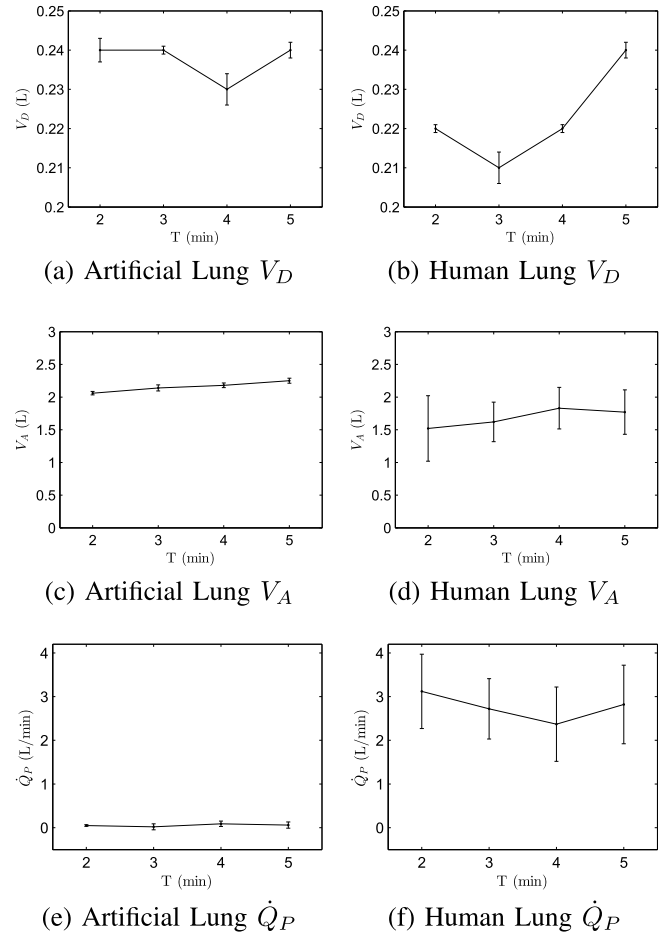 0.25
0.24
0.23
0.22
0.21
0.2
V_D (L)
2 3 4 5
T (min)
(a) Artificial Lung V_D
0.25
0.24
0.23
0.22
0.21
0.2
V_D (L)
2 3 4 5
T (min)
(b) Human Lung V_D
3
2.5
2
1.5
1
0.5
0
V_A (L)
2 3 4 5
T (min)
(c) Artificial Lung V_A
3
2.5
2
1.5
1
0.5
0
V_A (L)
2 3 4 5
T (min)
(d) Human Lung V_A
4
3
2
1
0
Q̇_P (L/min)
2 3 4 5
T (min)
(e) Artificial Lung Q̇_P
4
3
2
1
0
Q̇_P (L/min)
2 3 4 5
T (min)
(f) Human Lung Q̇_P